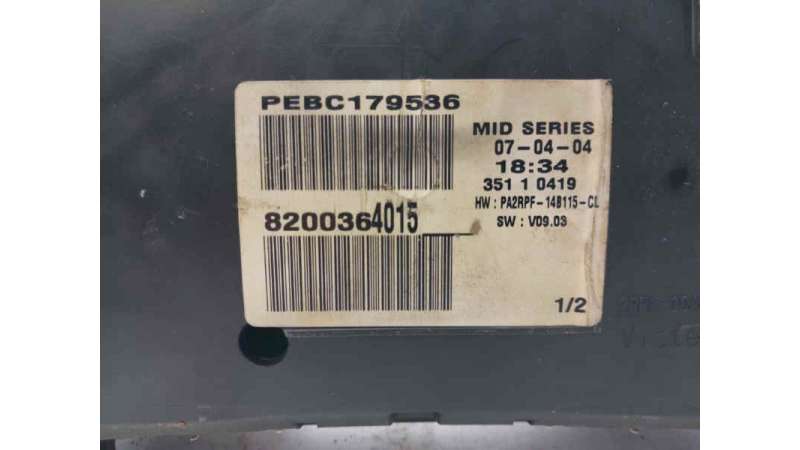 PEBC179536
MID SERIES
07-04-04
18:34
351 1 0419
HW : PA2RPF-14B115-CL
SW : V09.03
8200364015
1/2